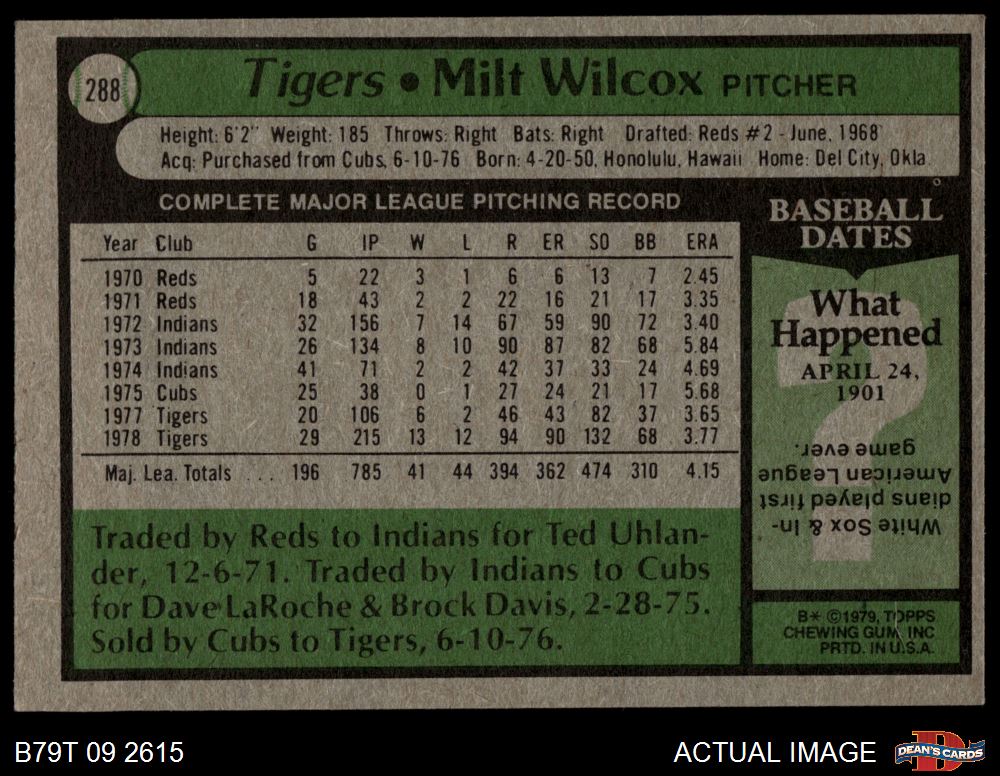 288
Tigers • Milt Wilcox PITCHER
Height: 6'2" Weight: 185 Throws: Right Bats: Right Drafted: Reds #2 - June, 1968
Acq: Purchased from Cubs, 6-10-76 Born: 4-20-50, Honolulu, Hawaii Home: Del City, Okla.
COMPLETE MAJOR LEAGUE PITCHING RECORD
Year Club G IP W L R ER SO BB ERA
1970 Reds 5 22 3 1 6 6 13 7 2.45
1971 Reds 18 43 2 2 22 16 21 17 3.35
1972 Indians 32 156 7 14 67 59 90 72 3.40
1973 Indians 26 134 8 10 90 87 82 68 5.84
1974 Indians 41 71 2 2 42 37 33 24 4.69
1975 Cubs 25 38 0 1 27 24 21 17 5.68
1977 Tigers 20 106 6 2 46 43 82 37 3.65
1978 Tigers 29 215 13 12 94 90 132 68 3.77
Maj. Lea. Totals ... 196 785 41 44 394 362 474 310 4.15
Traded by Reds to Indians for Ted Uhlan-
der, 12-6-71. Traded by Indians to Cubs
for Dave LaRoche & Brock Davis, 2-28-75.
Sold by Cubs to Tigers, 6-10-76.
BASEBALL
DATES
What
Happened
APRIL 24,
1901
White Sox & In-
dians played first
American League
game ever.
B* ©1979, TOPPS
CHEWING GUM, INC
PRTD. IN U.S.A.
B79T 09 2615
ACTUAL IMAGE
DEAN'S CARDS